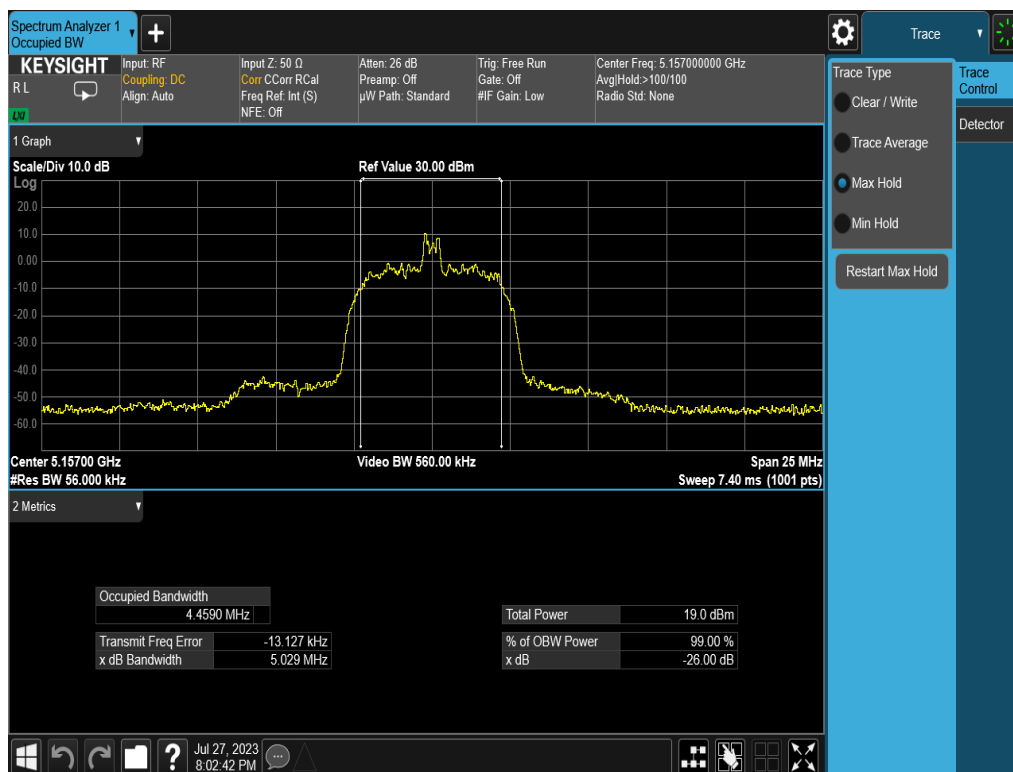 Spectrum Analyzer 1
Occupied BW
+
Trace
KEYSIGHT
R L
LXI
Input: RF
Coupling: DC
Align: Auto
Input Z: 50 Ω
Corr CCorr RCal
Freq Ref: Int (S)
NFE: Off
Atten: 26 dB
Preamp: Off
µW Path: Standard
Trig: Free Run
Gate: Off
#IF Gain: Low
Center Freq: 5.157000000 GHz
Avg|Hold:>100/100
Radio Std: None
Trace Type
Clear / Write
Trace Average
Max Hold
Min Hold
Restart Max Hold
Trace
Control
Detector
1 Graph
Scale/Div 10.0 dB
Ref Value 30.00 dBm
Log
20.0
10.0
0.00
-10.0
-20.0
-30.0
-40.0
-50.0
-60.0
Center 5.15700 GHz
Video BW 560.00 kHz
Span 25 MHz
#Res BW 56.000 kHz
Sweep 7.40 ms (1001 pts)
2 Metrics
Occupied Bandwidth
4.4590 MHz
Total Power 19.0 dBm
Transmit Freq Error -13.127 kHz
% of OBW Power 99.00 %
x dB Bandwidth 5.029 MHz
x dB -26.00 dB
?
Jul 27, 2023
8:02:42 PM